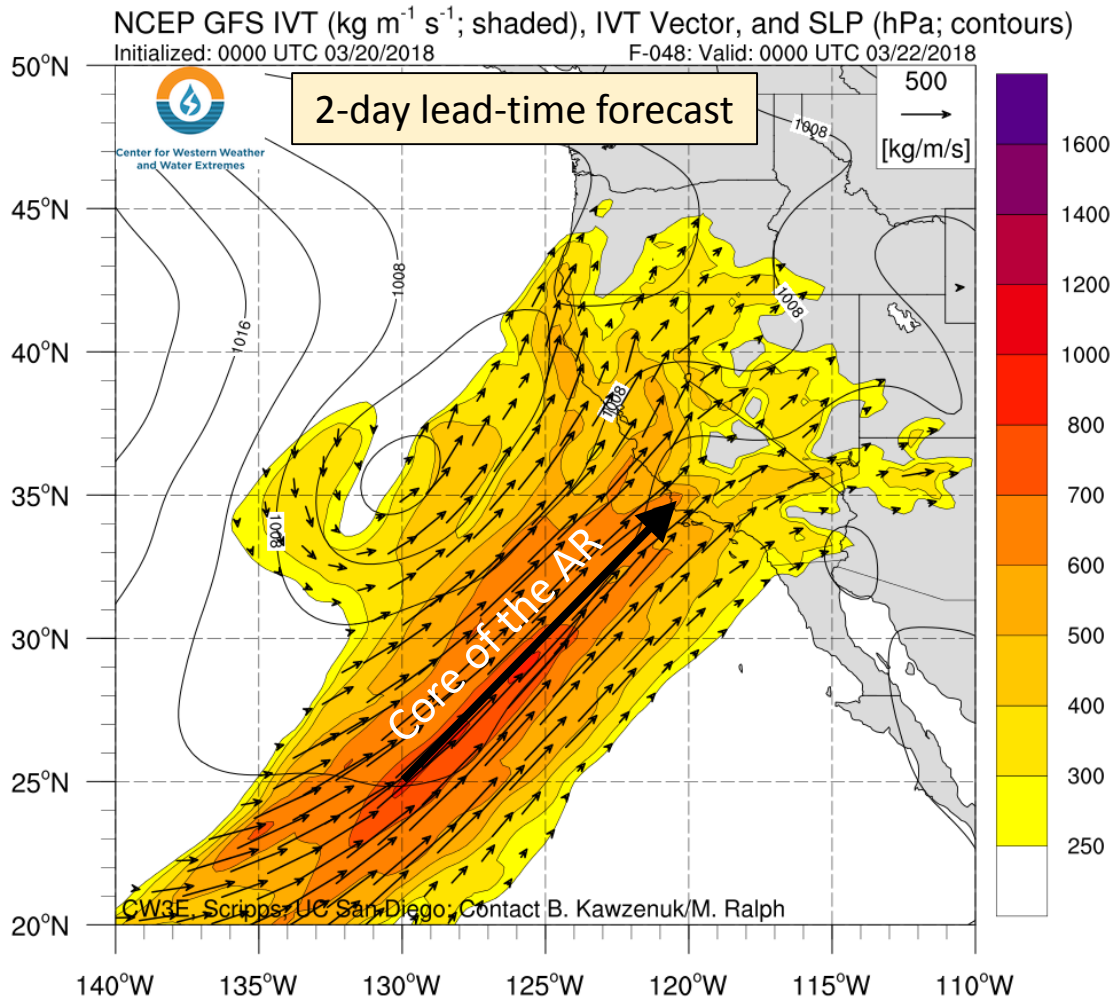 NCEP GFS IVT (kg m⁻¹ s⁻¹; shaded), IVT Vector, and SLP (hPa; contours)
Initialized: 0000 UTC 03/20/2018 F-048: Valid: 0000 UTC 03/22/2018
50°N
2-day lead-time forecast
500
[kg/m/s]
Center for Western Weather
and Water Extremes
1008
1600
1400
45°N
1200
1008
1008
1016
1000
40°N
800
1008
700
35°N
1008
600
Core of the AR
30°N
500
400
25°N
300
250
CW3E, Scripps, UC San Diego; Contact B. Kawzenuk/M. Ralph
20°N
140°W 135°W 130°W 125°W 120°W 115°W 110°W